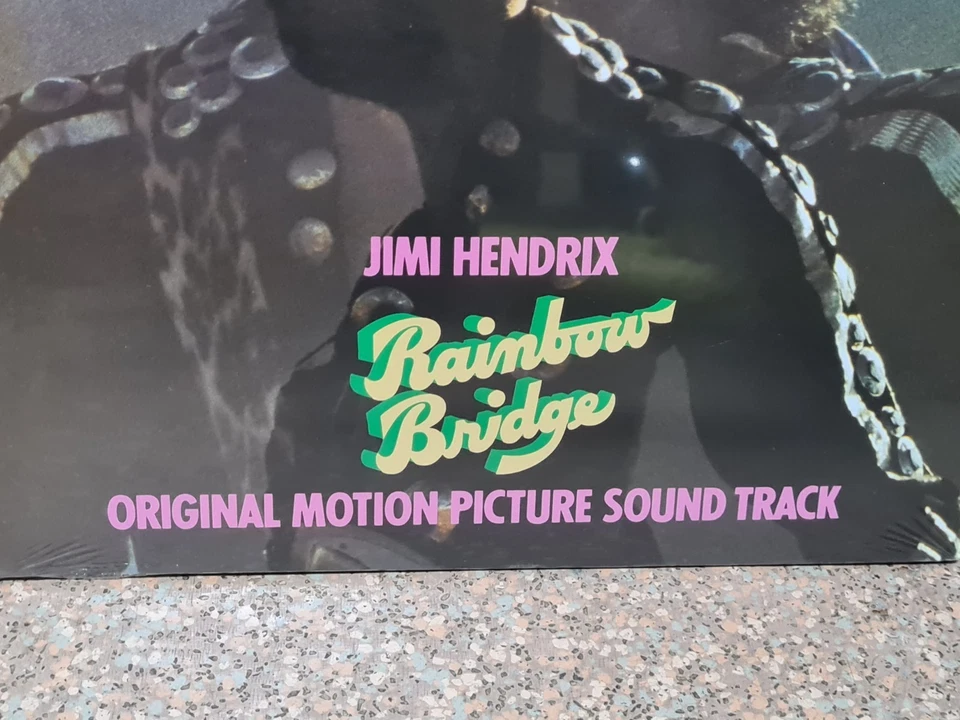 JIMI HENDRIX
Rainbow
Bridge
ORIGINAL MOTION PICTURE SOUND TRACK